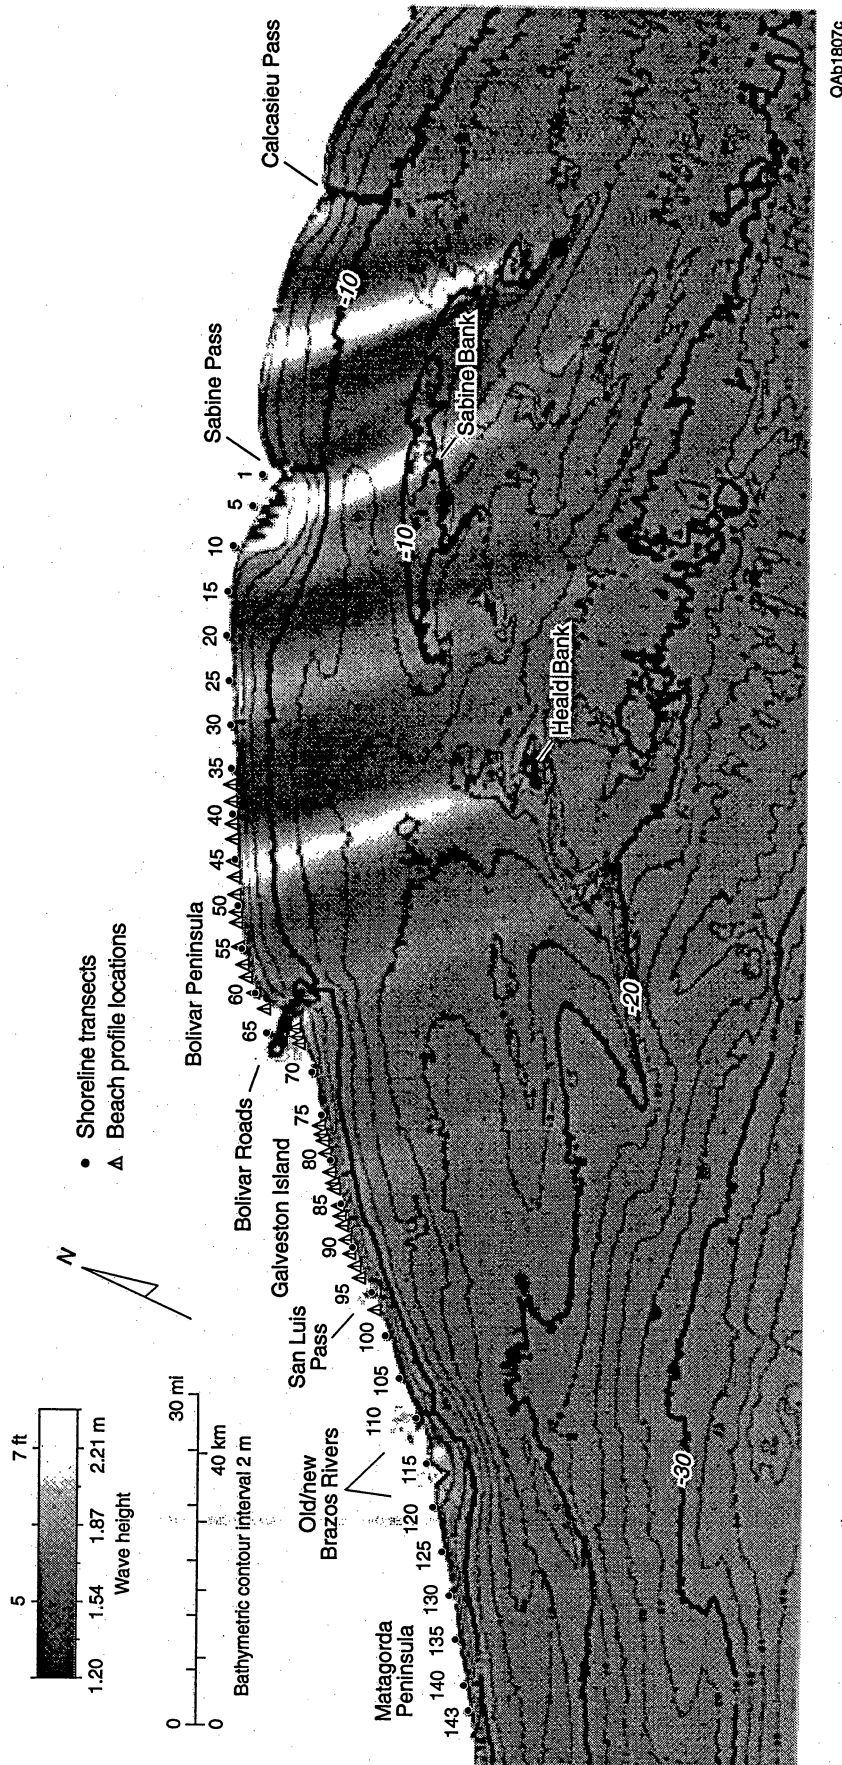 7 ft
5
2.21 m
1.87
1.54
1.20
Wave height
30 mi
0
40 km
0
Bathymetric contour interval 2 m
N
• Shoreline transects
△ Beach profile locations
Calcasieu Pass
Sabine Pass
Bolivar Peninsula
Bolivar Roads
Galveston Island
San Luis
Pass
Old/new
Brazos Rivers
Matagorda
Peninsula
1
5
10
15
20
25
30
35
40
45
50
55
60
65
70
75
80
85
90
95
100
105
110
115
120
125
130
135
140
143
-10
Sabine Bank
-10
Heald Bank
-20
-30
QAb1807c